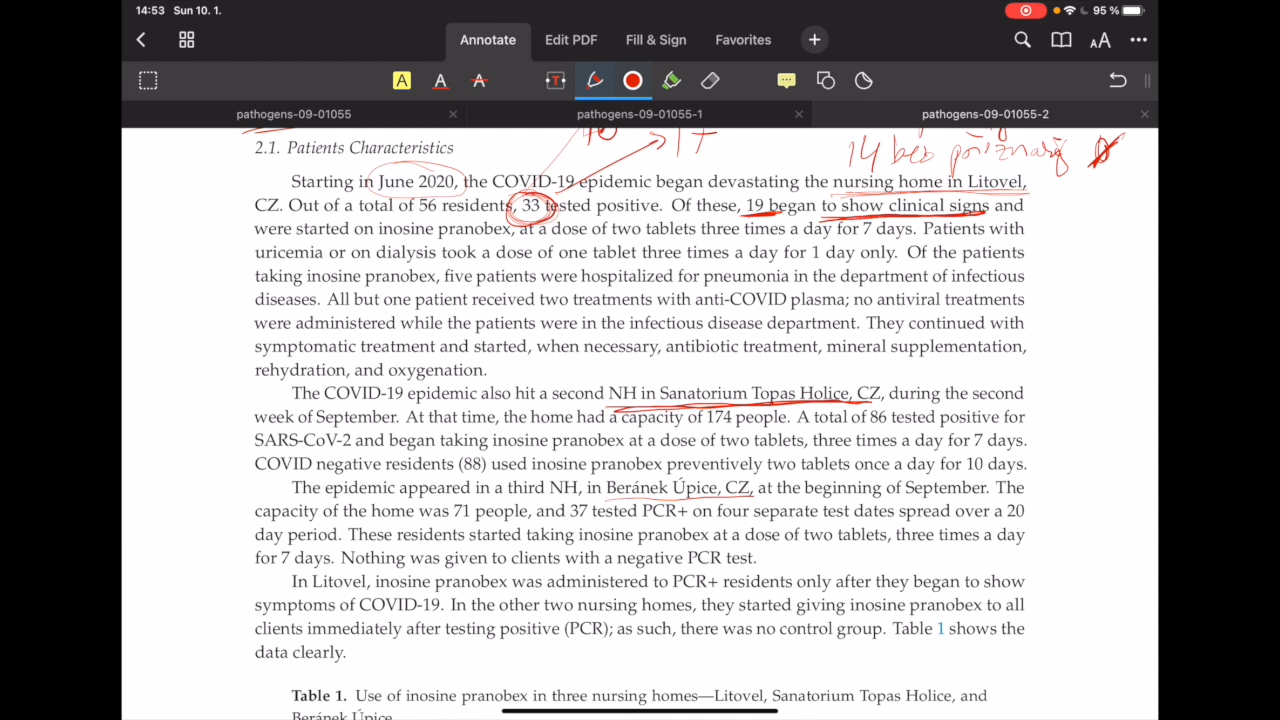 14:53 Sun 10. 1. 95 %
Annotate Edit PDF Fill & Sign Favorites
A A A T AA
pathogens-09-01055 pathogens-09-01055-1 pathogens-09-01055-2
14 bez příznaků
2.1. Patients Characteristics
Starting in June 2020, the COVID-19 epidemic began devastating the nursing home in Litovel,
CZ. Out of a total of 56 residents, 33 tested positive. Of these, 19 began to show clinical signs and
were started on inosine pranobex, at a dose of two tablets three times a day for 7 days. Patients with
uricemia or on dialysis took a dose of one tablet three times a day for 1 day only. Of the patients
taking inosine pranobex, five patients were hospitalized for pneumonia in the department of infectious
diseases. All but one patient received two treatments with anti-COVID plasma; no antiviral treatments
were administered while the patients were in the infectious disease department. They continued with
symptomatic treatment and started, when necessary, antibiotic treatment, mineral supplementation,
rehydration, and oxygenation.
The COVID-19 epidemic also hit a second NH in Sanatorium Topas Holice, CZ, during the second
week of September. At that time, the home had a capacity of 174 people. A total of 86 tested positive for
SARS-CoV-2 and began taking inosine pranobex at a dose of two tablets, three times a day for 7 days.
COVID negative residents (88) used inosine pranobex preventively two tablets once a day for 10 days.
The epidemic appeared in a third NH, in Beránek Úpice, CZ, at the beginning of September. The
capacity of the home was 71 people, and 37 tested PCR+ on four separate test dates spread over a 20
day period. These residents started taking inosine pranobex at a dose of two tablets, three times a day
for 7 days. Nothing was given to clients with a negative PCR test.
In Litovel, inosine pranobex was administered to PCR+ residents only after they began to show
symptoms of COVID-19. In the other two nursing homes, they started giving inosine pranobex to all
clients immediately after testing positive (PCR); as such, there was no control group. Table 1 shows the
data clearly.
Table 1. Use of inosine pranobex in three nursing homes—Litovel, Sanatorium Topas Holice, and
Beránek Úpice.